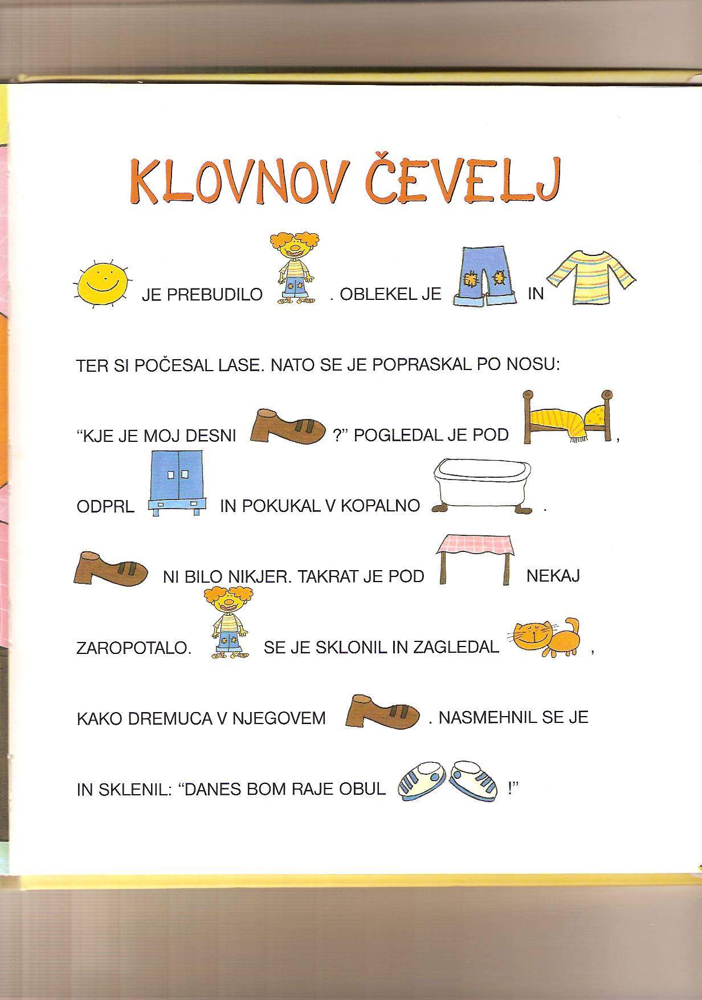 KLOVNOV ČEVELJ
JE PREBUDILO . OBLEKEL JE IN
TER SI POČESAL LASE. NATO SE JE POPRASKAL PO NOSU:
“KJE JE MOJ DESNI ?” POGLEDAL JE POD ,
ODPRL IN POKUKAL V KOPALNO .
NI BILO NIKJER. TAKRAT JE POD NEKAJ
ZAROPOTALO. SE JE SKLONIL IN ZAGLEDAL ,
KAKO DREMUCA V NJEGOVEM . NASMEHNIL SE JE
IN SKLENIL: “DANES BOM RAJE OBUL !”